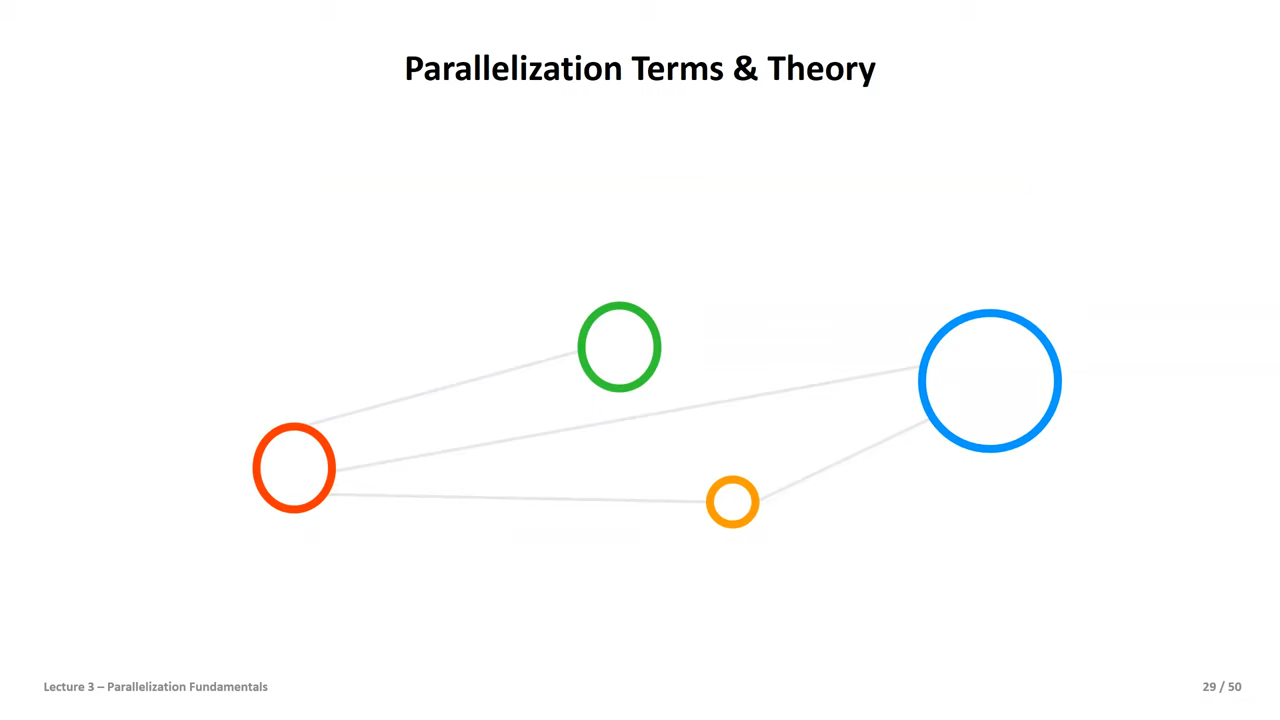 Parallelization Terms & Theory
Lecture 3 – Parallelization Fundamentals
29 / 50